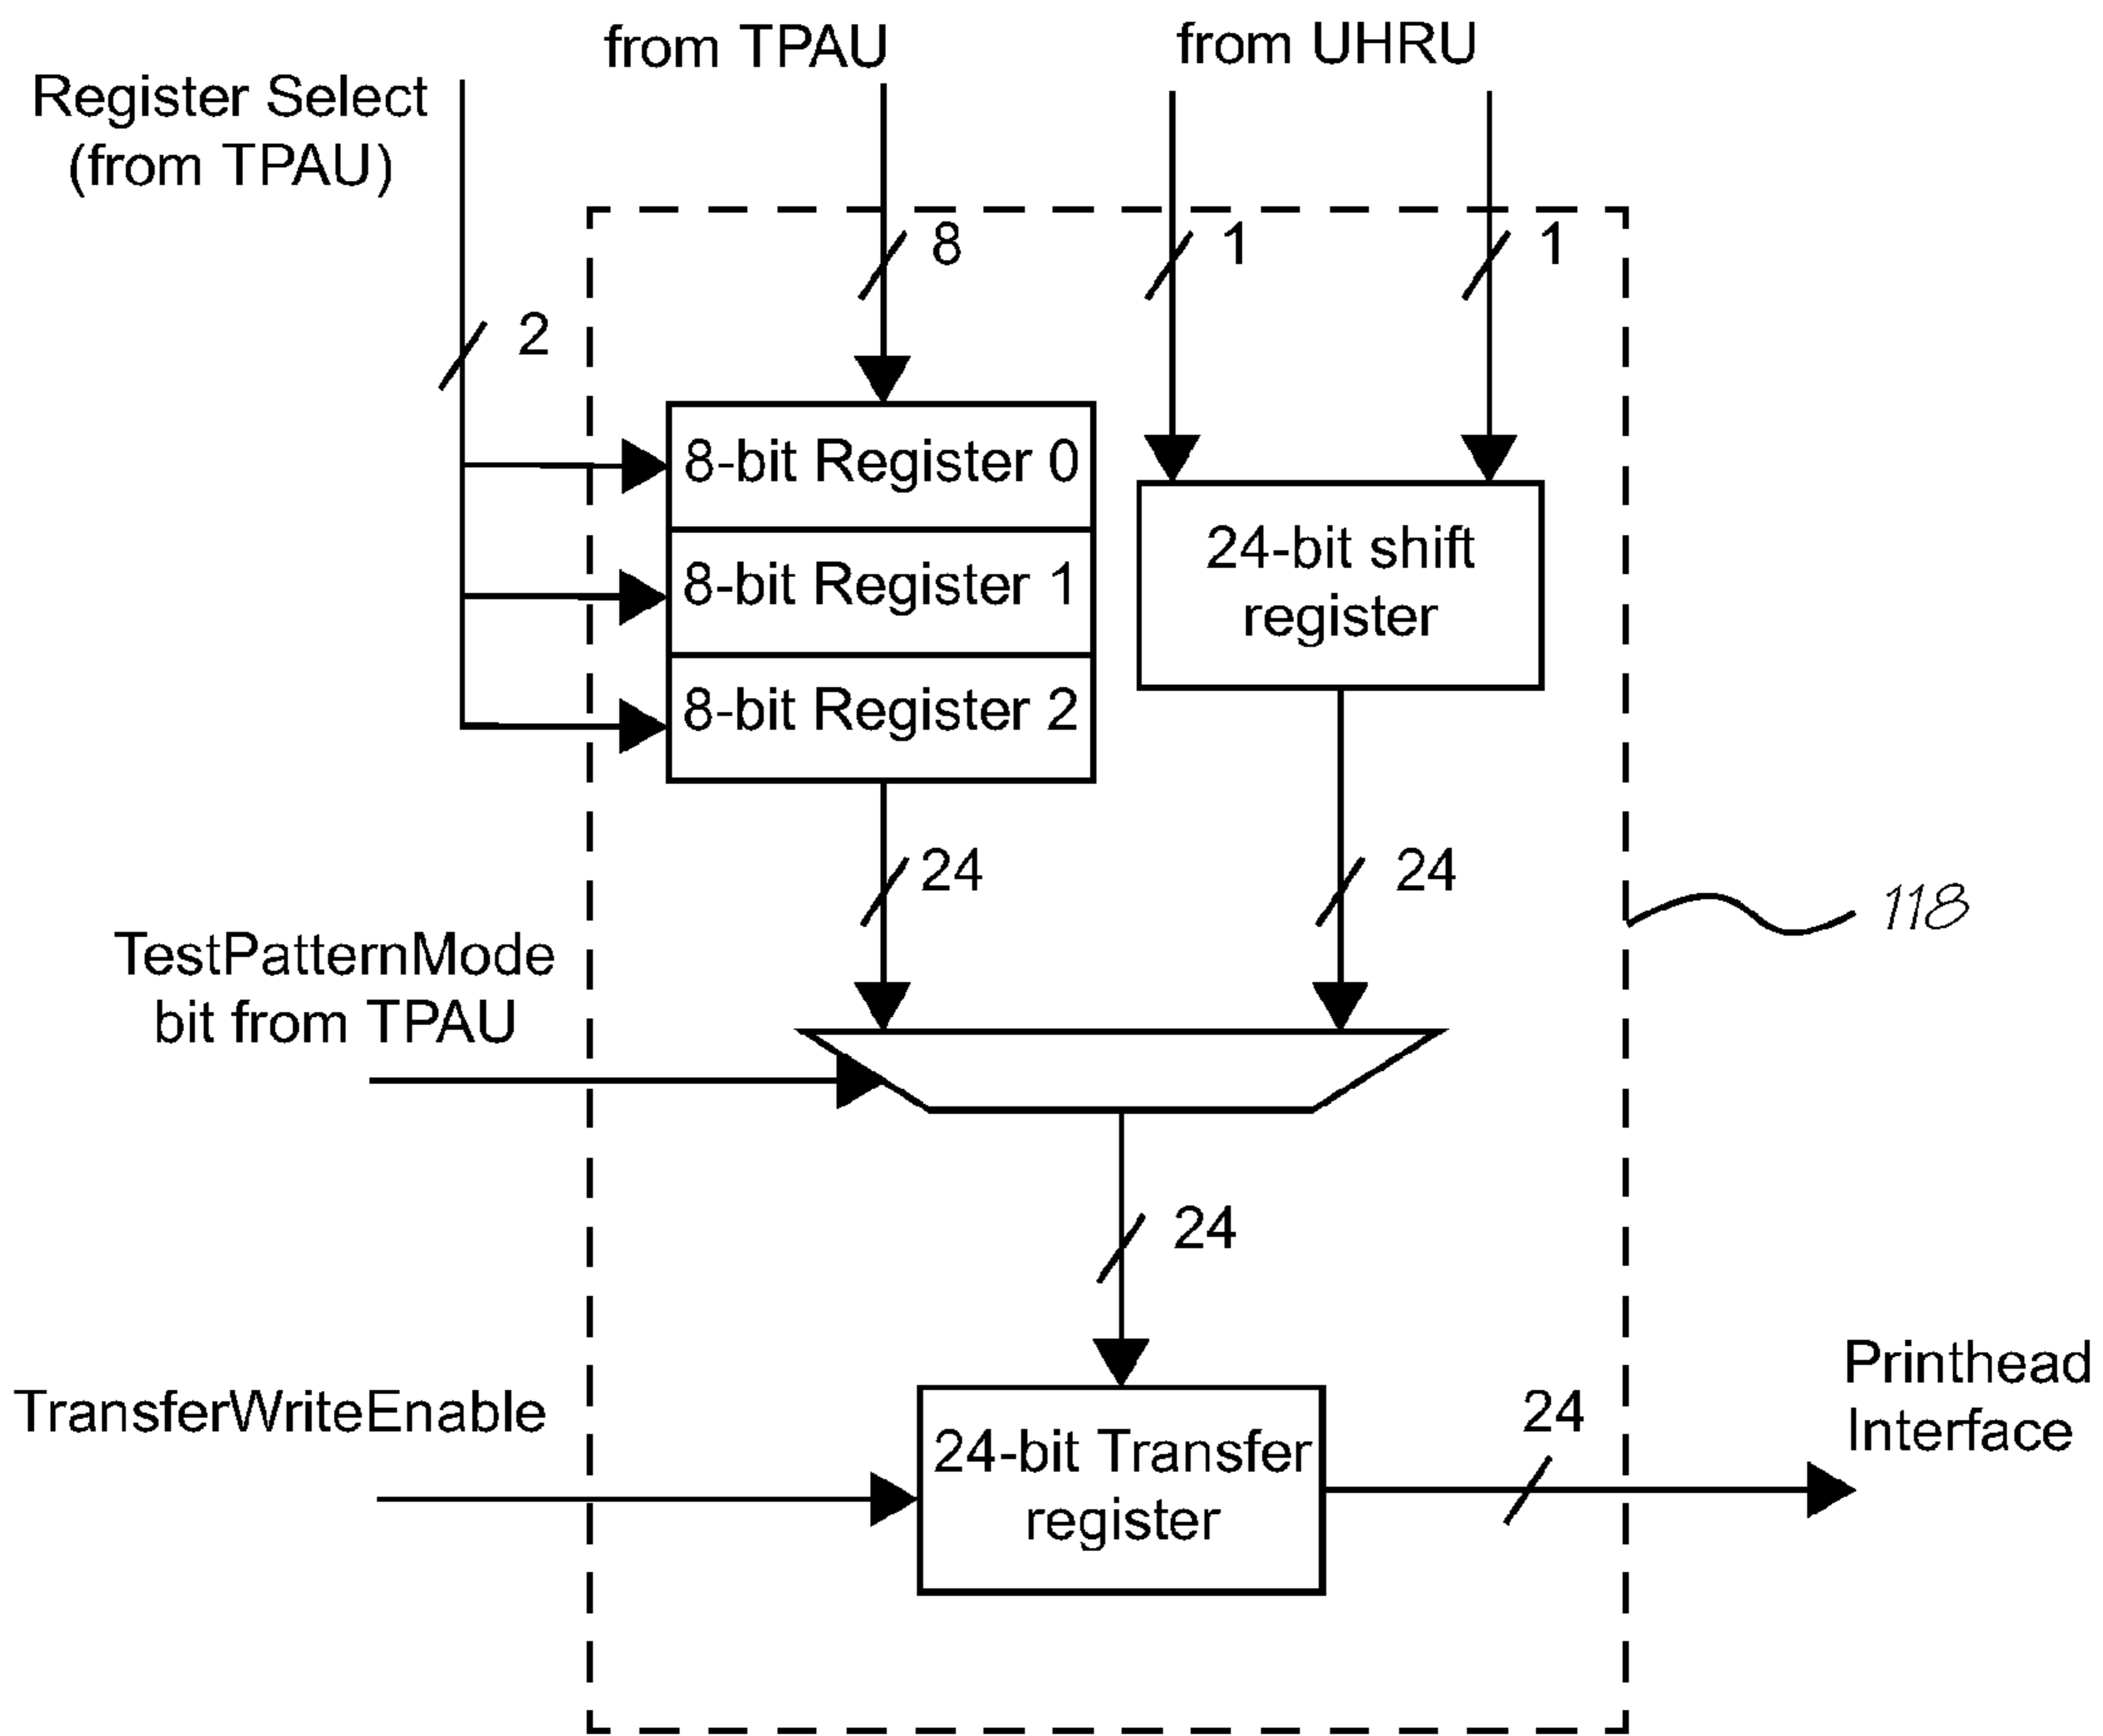 from TPAU
from UHRU
Register Select
(from TPAU)
8
1
1
2
8-bit Register 0
8-bit Register 1
8-bit Register 2
24-bit shift
register
24
24
118
TestPatternMode
bit from TPAU
24
TransferWriteEnable
24-bit Transfer
register
24
Printhead
Interface